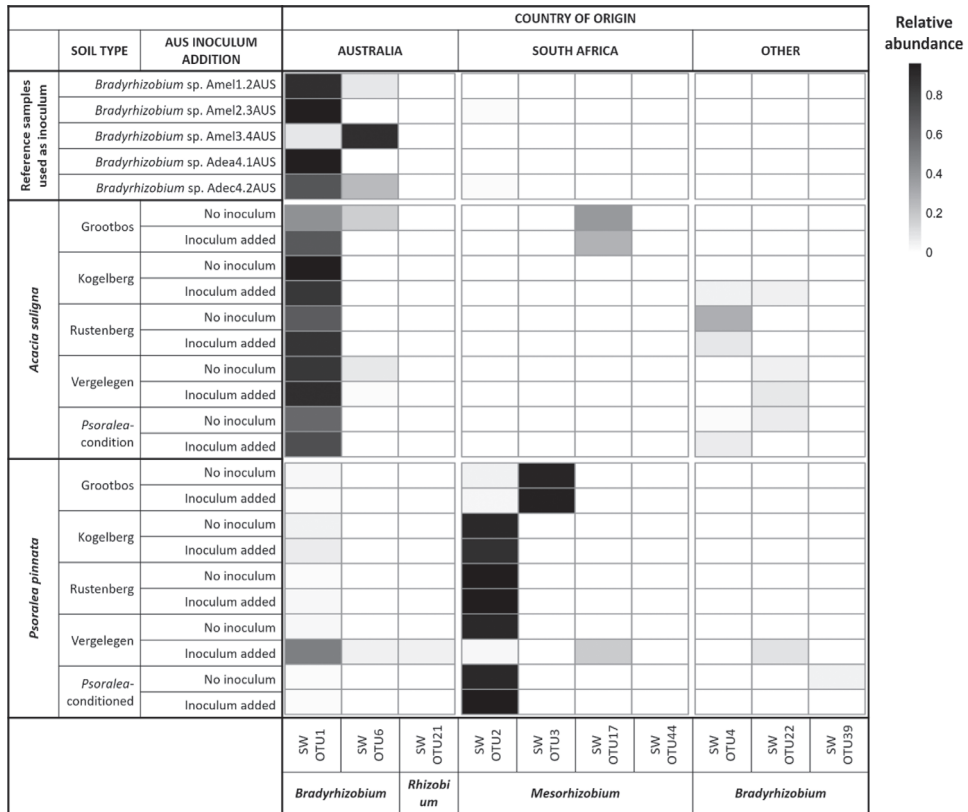 COUNTRY OF ORIGIN
SOIL TYPE
AUS INOCULUM
ADDITION
AUSTRALIA
SOUTH AFRICA
OTHER
Relative
abundance
0.8
0.6
0.4
0.2
0
Reference samples
used as inoculum
Bradyrhizobium sp. Amel1.2AUS
Bradyrhizobium sp. Amel2.3AUS
Bradyrhizobium sp. Amel3.4AUS
Bradyrhizobium sp. Adea4.1AUS
Bradyrhizobium sp. Adec4.2AUS
Acacia saligna
Grootbos
No inoculum
Inoculum added
Kogelberg
No inoculum
Inoculum added
Rustenberg
No inoculum
Inoculum added
Vergelegen
No inoculum
Inoculum added
Psoralea-
condition
No inoculum
Inoculum added
Psoralea pinnata
Grootbos
No inoculum
Inoculum added
Kogelberg
No inoculum
Inoculum added
Rustenberg
No inoculum
Inoculum added
Vergelegen
No inoculum
Inoculum added
Psoralea-
conditioned
No inoculum
Inoculum added
SW
OTU1
SW
OTU6
SW
OTU21
SW
OTU2
SW
OTU3
SW
OTU17
SW
OTU44
SW
OTU4
SW
OTU22
SW
OTU39
Bradyrhizobium
Rhizobi
um
Mesorhizobium
Bradyrhizobium